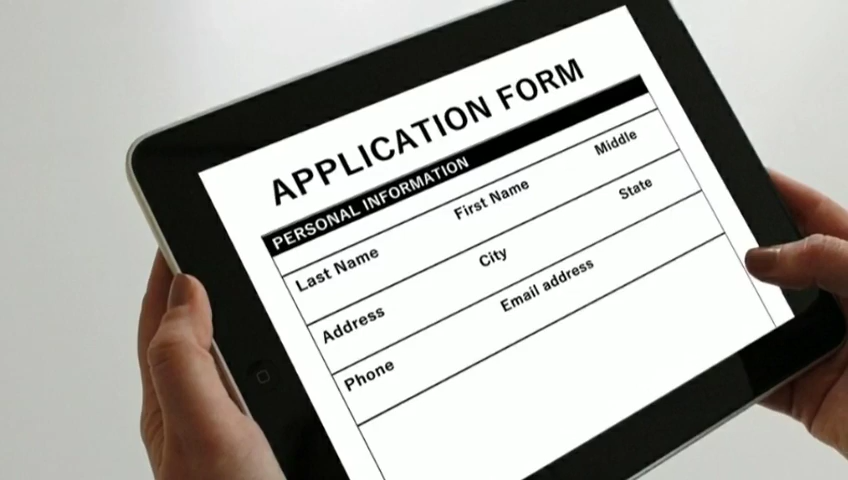 APPLICATION FORM
PERSONAL INFORMATION
Last Name First Name Middle
Address City State
Phone Email address